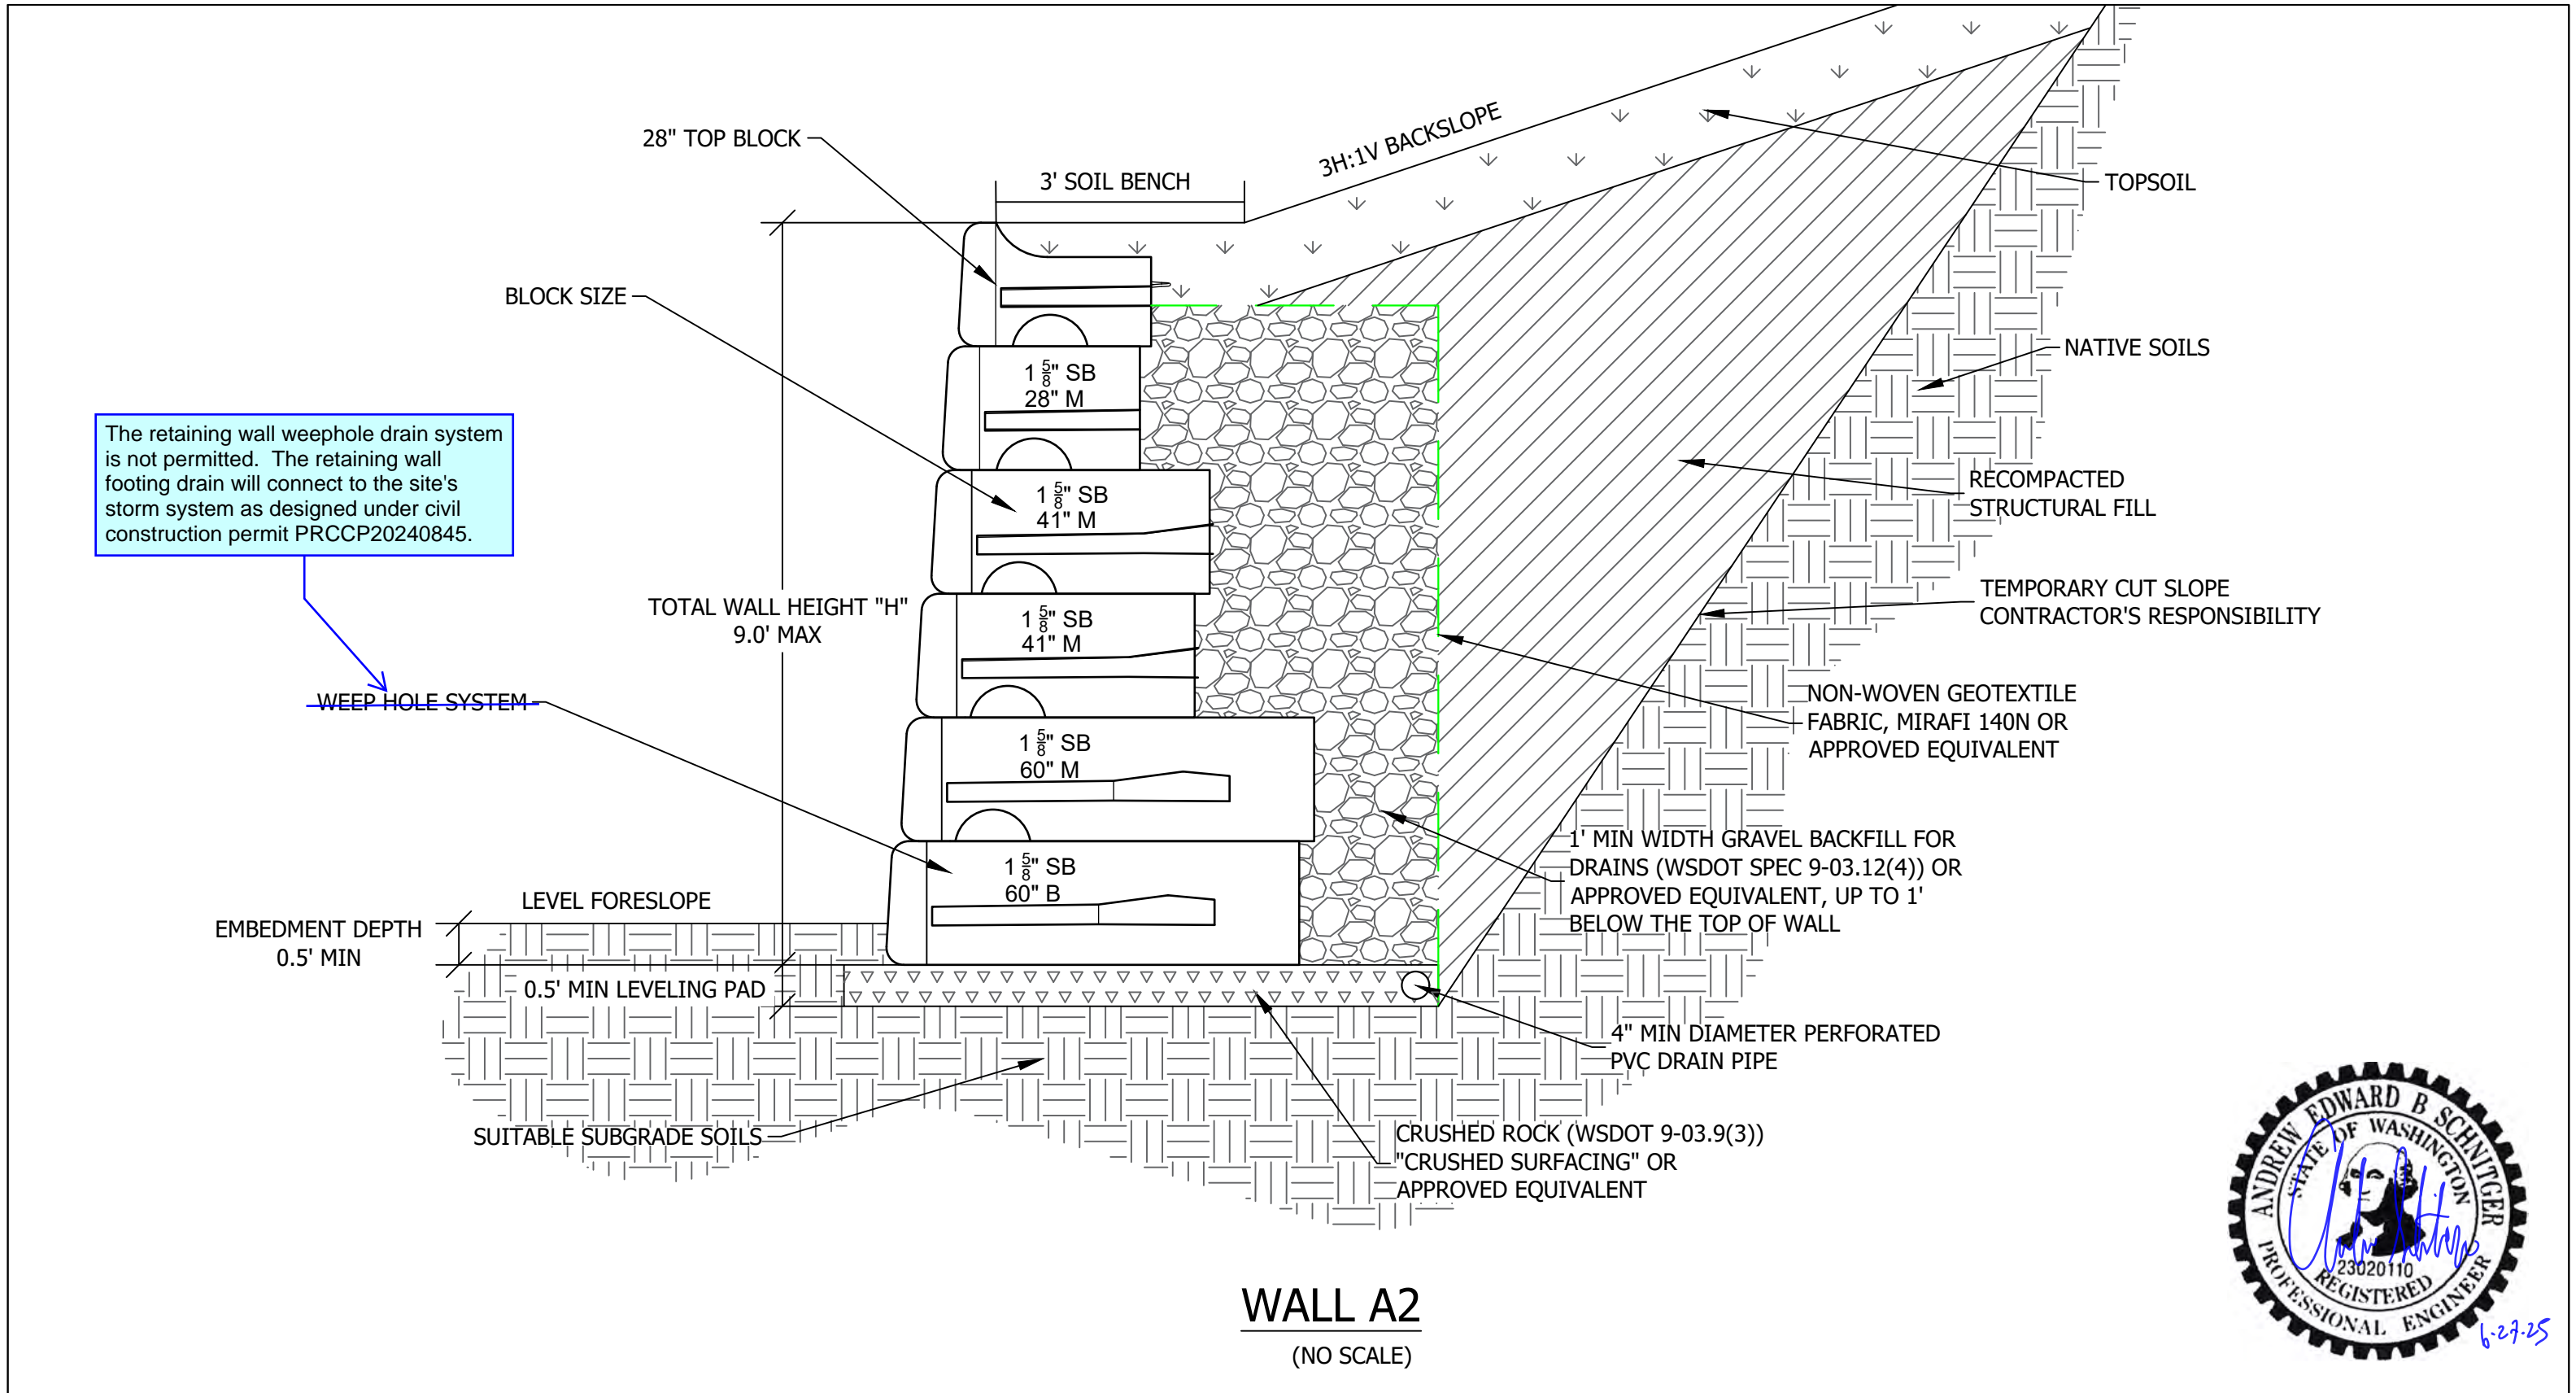 28" TOP BLOCK
3' SOIL BENCH
3H:1V BACKSLOPE
TOPSOIL
BLOCK SIZE
NATIVE SOILS
1 5/8" SB
28" M
The retaining wall weephole drain system
is not permitted.  The retaining wall
footing drain will connect to the site's
storm system as designed under civil
construction permit PRCCP20240845.
RECOMPACTED
STRUCTURAL FILL
1 5/8" SB
41" M
TEMPORARY CUT SLOPE
CONTRACTOR'S RESPONSIBILITY
TOTAL WALL HEIGHT "H"
9.0' MAX
1 5/8" SB
41" M
WEEP HOLE SYSTEM
NON-WOVEN GEOTEXTILE
FABRIC, MIRAFI 140N OR
APPROVED EQUIVALENT
1 5/8" SB
60" M
1' MIN WIDTH GRAVEL BACKFILL FOR
DRAINS (WSDOT SPEC 9-03.12(4)) OR
APPROVED EQUIVALENT, UP TO 1'
BELOW THE TOP OF WALL
1 5/8" SB
60" B
LEVEL FORESLOPE
EMBEDMENT DEPTH
0.5' MIN
0.5' MIN LEVELING PAD
4" MIN DIAMETER PERFORATED
PVC DRAIN PIPE
SUITABLE SUBGRADE SOILS
CRUSHED ROCK (WSDOT 9-03.9(3))
"CRUSHED SURFACING" OR
APPROVED EQUIVALENT
WALL A2
(NO SCALE)
ANDREW EDWARD B SCHNITGER
STATE OF WASHINGTON
23020110
REGISTERED
PROFESSIONAL ENGINEER
6-27-25